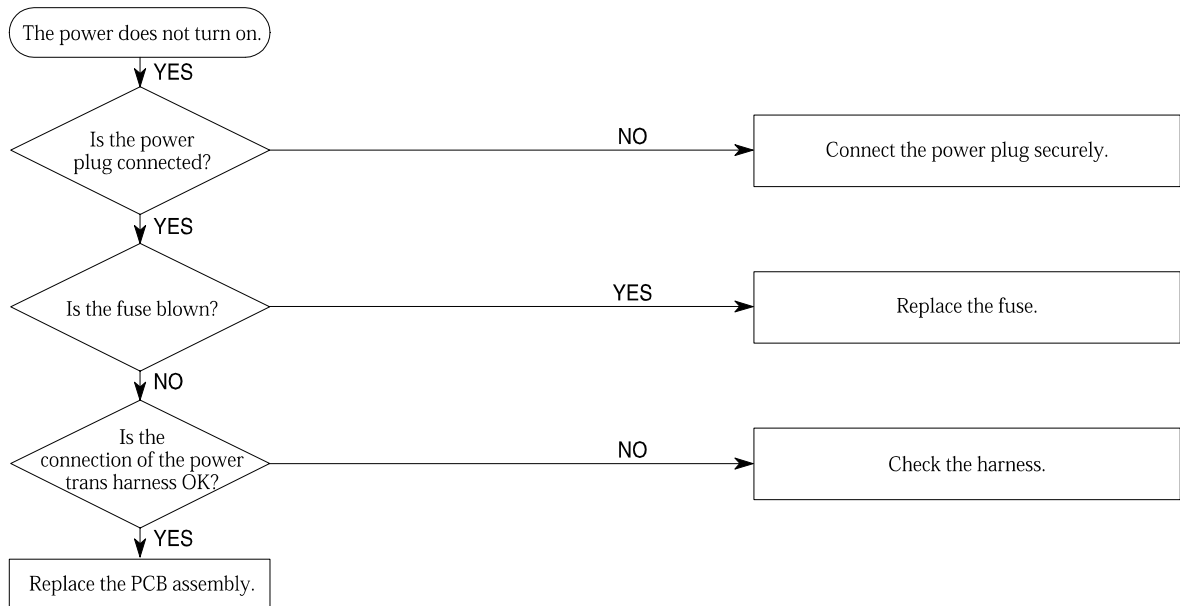 The power does not turn on.
YES
Is the power
plug connected?
NO
Connect the power plug securely.
YES
Is the fuse blown?
YES
Replace the fuse.
NO
Is the
connection of the power
trans harness OK?
NO
Check the harness.
YES
Replace the PCB assembly.